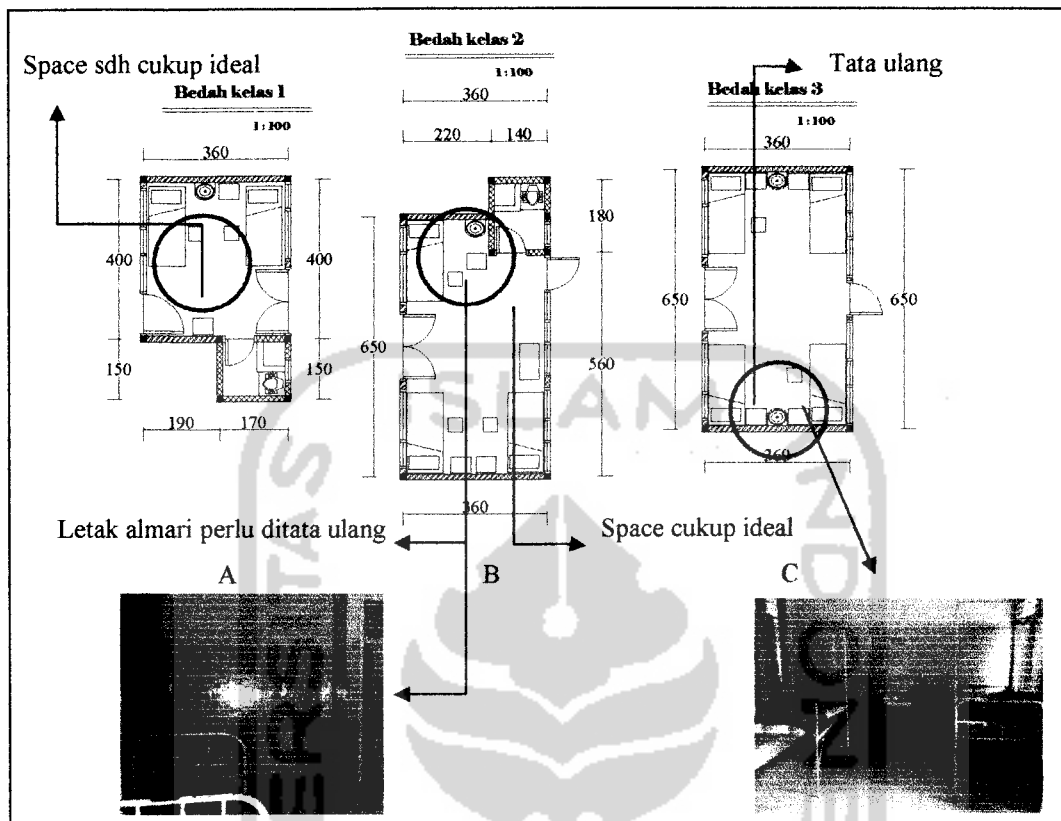 Space sdh cukup ideal
Bedah kelas 1
1:100
360
400
400
150
150
190
170
Bedah kelas 2
1:100
360
220
140
180
650
560
360
Tata ulang
Bedah kelas 3
1:100
360
650
650
360
Letak almari perlu ditata ulang
Space cukup ideal
A
B
C
ISLAM